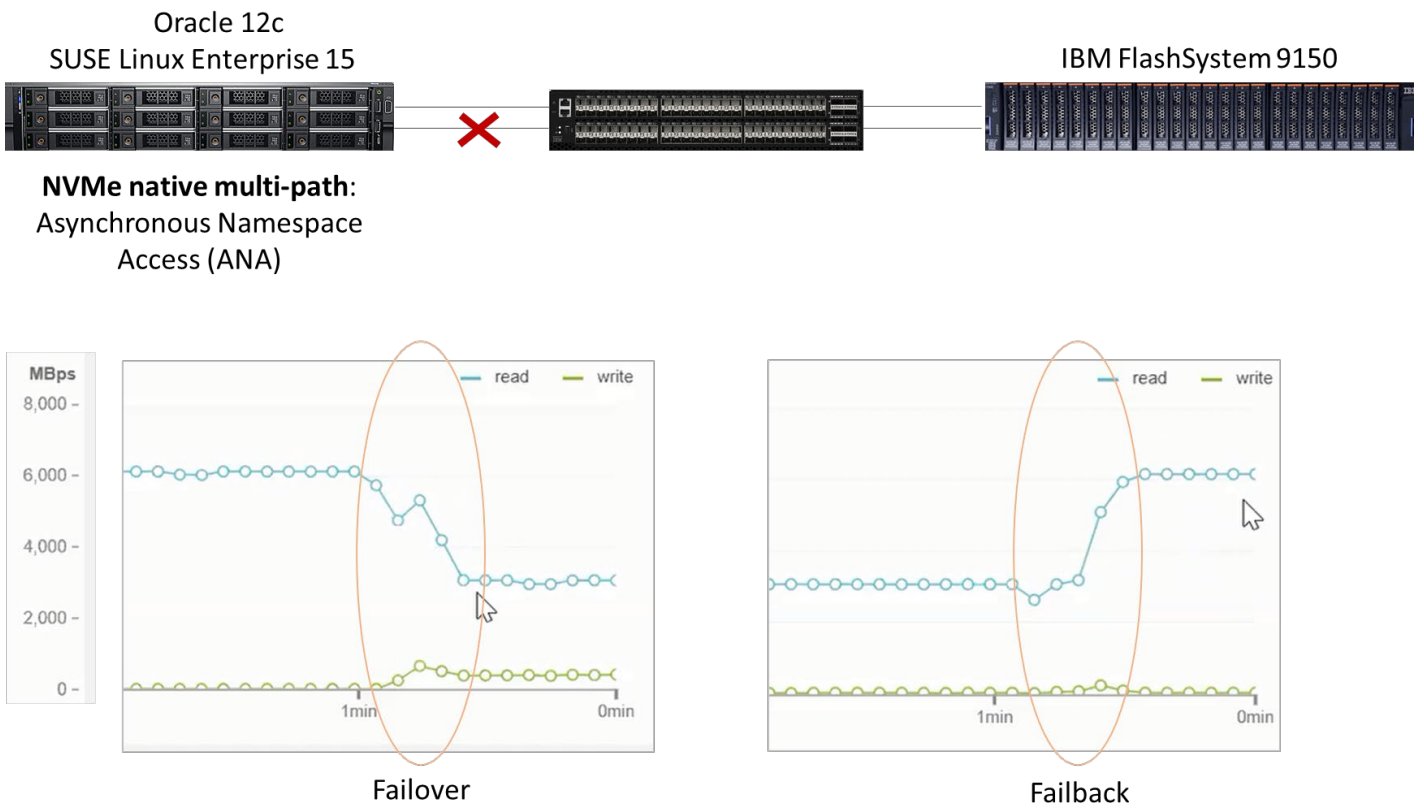 Oracle 12c
SUSE Linux Enterprise 15
IBM FlashSystem 9150
IBM
NVMe native multi-path:
Asynchronous Namespace
Access (ANA)
MBps
8,000
6,000
4,000
2,000
0
read write
1min 0min
Failover
read write
1min 0min
Failback